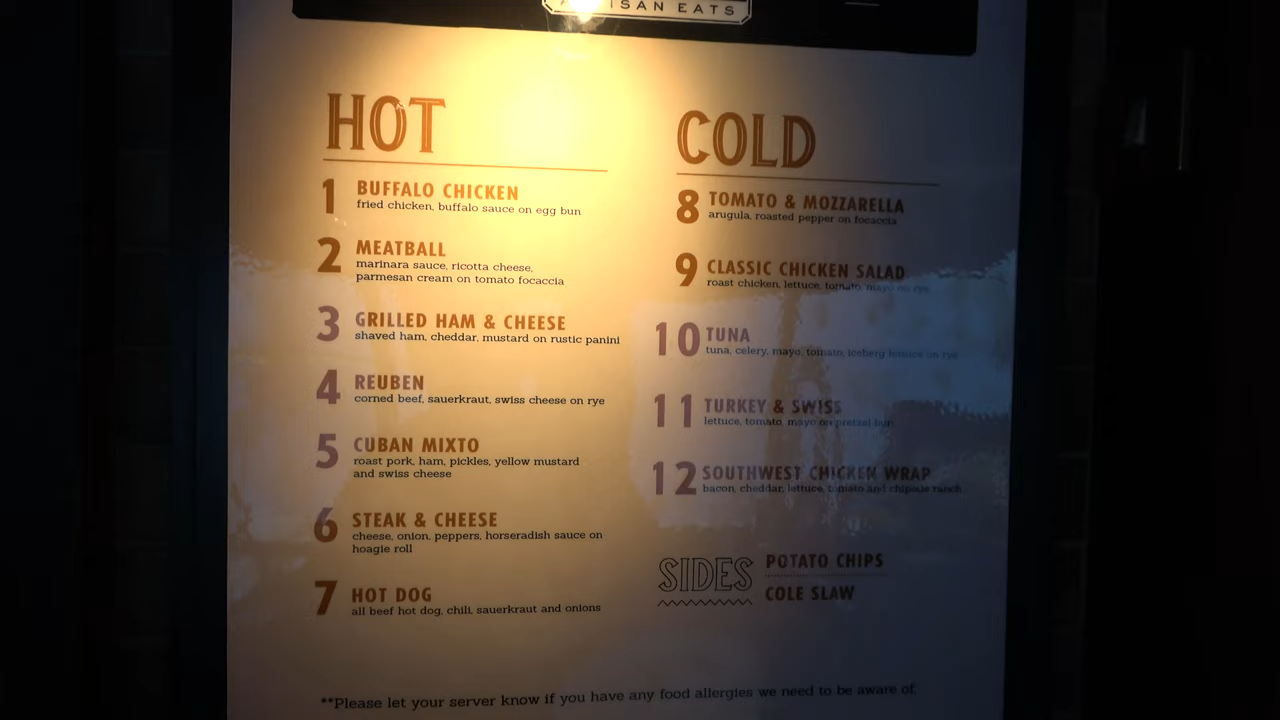 ISAN EATS
HOT
1 BUFFALO CHICKEN
fried chicken, buffalo sauce on egg bun
2 MEATBALL
marinara sauce, ricotta cheese,
parmesan cream on tomato focaccia
3 GRILLED HAM & CHEESE
shaved ham, cheddar, mustard on rustic panini
4 REUBEN
corned beef, sauerkraut, swiss cheese on rye
5 CUBAN MIXTO
roast pork, ham, pickles, yellow mustard
and swiss cheese
6 STEAK & CHEESE
cheese, onion, peppers, horseradish sauce on
hoagie roll
7 HOT DOG
all beef hot dog, chili, sauerkraut and onions
COLD
8 TOMATO & MOZZARELLA
arugula, roasted pepper on focaccia
9 CLASSIC CHICKEN SALAD
roast chicken, lettuce, tomato, mayo on rye
10 TUNA
tuna, celery, mayo, tomato, iceberg lettuce on rye
11 TURKEY & SWISS
lettuce, tomato, mayo on pretzel bun
12 SOUTHWEST CHICKEN WRAP
bacon, cheddar, lettuce, tomato and chipotle ranch
SIDES
POTATO CHIPS
COLE SLAW
**Please let your server know if you have any food allergies we need to be aware of.